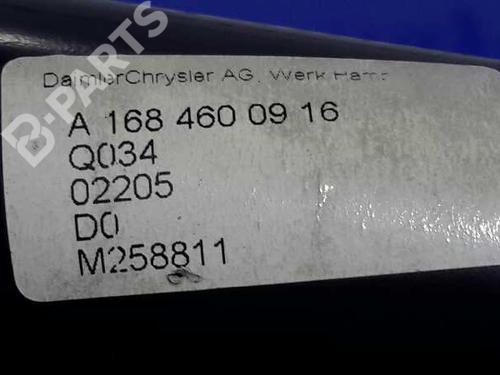 B-PARTS
DaimlerChrysler AG, Werk
A 168 460 09 16
Q034
02205
D0
M258811